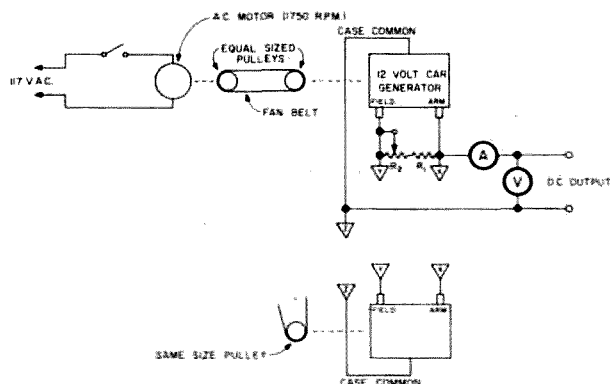 A.C. MOTOR (1750 R.P.M.)
CASE COMMON
EQUAL SIZED
PULLEYS
117 V A.C.
12 VOLT CAR
GENERATOR
FIELD
ARM
FAN BELT
R2
R1
A
V
D.C. OUTPUT
Y
X
Z
Y
X
Z
FIELD
ARM
SAME SIZE PULLEY
CASE COMMON